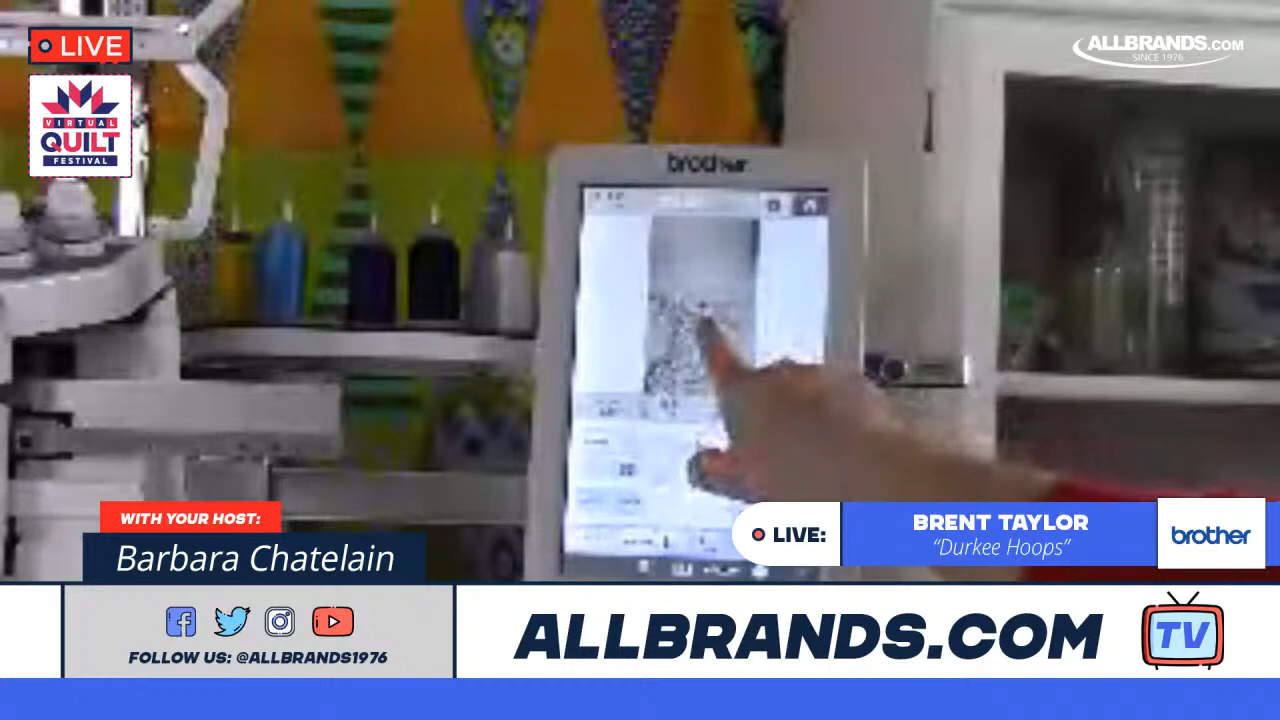 LIVE
ALLBRANDS.COM
SINCE 1976
VIRTUAL
QUILT
FESTIVAL
WITH YOUR HOST:
Barbara Chatelain
LIVE:
BRENT TAYLOR
"Durkee Hoops"
brother
FOLLOW US: @ALLBRANDS1976
ALLBRANDS.COM
TV